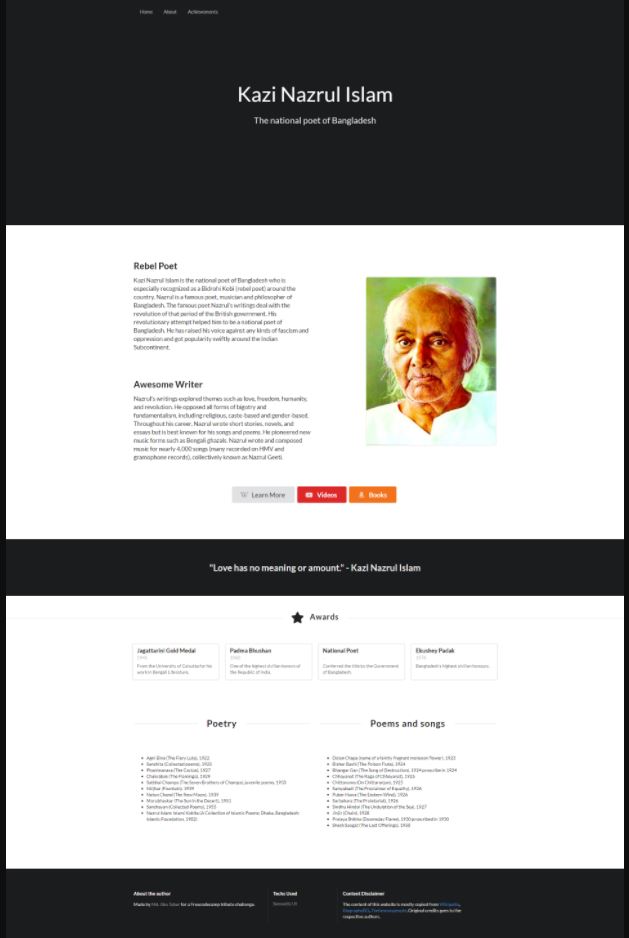 Home About Achievements
Kazi Nazrul Islam
The national poet of Bangladesh
Rebel Poet
Kazi Nazrul Islam is the national poet of Bangladesh who is
especially recognized as a Bidrohi Kobi (rebel poet) around the
country. Nazrul is a famous poet, musician and philosopher of
Bangladesh. The famous poet Nazrul's writings deal with the
revolution of that period of the British government. His
revolutionary attempt helped him to be a national poet of
Bangladesh. He has raised his voice against any kinds of fascism and
oppression and got popularity swiftly around the Indian
Subcontinent.
Awesome Writer
Nazrul's writings explored themes such as love, freedom, humanity,
and revolution. He opposed all forms of bigotry and
fundamentalism, including religious, caste-based and gender-based.
Throughout his career, Nazrul wrote short stories, novels, and
essays but is best known for his songs and poems. He pioneered new
music forms such as Bengali ghazals. Nazrul wrote and composed
music for nearly 4,000 songs (many recorded on HMV and
gramophone records), collectively known as Nazrul Geeti.
Learn More Videos Books
"Love has no meaning or amount." - Kazi Nazrul Islam
Awards
Jagattarini Gold Medal
1945
From the University of Calcutta for his
work in Bengali Literature.
Padma Bhushan
1960
One of the highest civilian honours of
the Republic of India.
National Poet
Conferred the title by the Government
of Bangladesh.
Ekushey Padak
1976
Bangladesh's highest civilian honours.
Poetry
Agni Bina (The Fiery Lute), 1922
Sanchita (Collected poems), 1925
Phanimanasa (The Cactus), 1927
Chakrabak (The Flamingo), 1929
Satbhai Champa (The Seven Brothers of Champa), juvenile poems, 1933
Nirjhar (Fountain), 1939
Natun Chand (The New Moon), 1939
Morubhaskar (The Sun in the Desert), 1951
Sanchayan (Collected Poems), 1955
Nazrul Islam: Islami Kobita (A Collection of Islamic Poems; Dhaka, Bangladesh:
Islamic Foundation, 1982)
Poems and songs
Dolan Champa (name of a faintly fragrant monsoon flower), 1923
Bisher Bashi (The Poison Flute), 1924
Bhangar Gan (The Song of Destruction), 1924 proscribed in 1924
Chhayanat (The Raga of Chhayanat), 1925
Chittanama (On Chittaranjan), 1925
Samyabadi (The Proclaimer of Equality), 1926
Puber Hawa (The Eastern Wind), 1926
Sarbahara (The Proletariat), 1926
Sindhu Hindol (The Undulation of the Sea), 1927
Jinjir (Chain), 1928
Pralaya Shikha (Doomsday Flame), 1930 proscribed in 1930
Shesh Saogat (The Last Offerings), 1958
About the author
Made by Md. Abu Taher for a Freecodecamp tribute challenge.
Techs Used
Semantic UI
Content Disclaimer
The content of this website is mostly copied from Wikipedia,
respective authors.